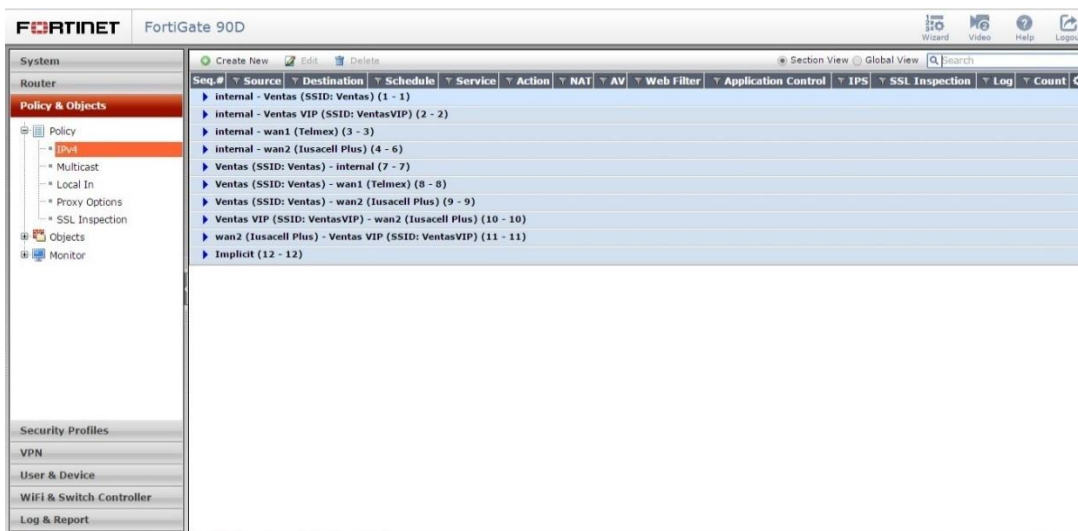 FORTINET FortiGate 90D
Wizard Video Help Logout
System
Router
Policy & Objects
Policy
IPv4
Multicast
Local In
Proxy Options
SSL Inspection
Objects
Monitor
Security Profiles
VPN
User & Device
WiFi & Switch Controller
Log & Report
Create New Edit Delete Section View Global View Search
Seq.# Source Destination Schedule Service Action NAT AV Web Filter Application Control IPS SSL Inspection Log Count
internal - Ventas (SSID: Ventas) (1 - 1)
internal - Ventas VIP (SSID: VentasVIP) (2 - 2)
internal - wan1 (Telmex) (3 - 3)
internal - wan2 (Iusacell Plus) (4 - 6)
Ventas (SSID: Ventas) - internal (7 - 7)
Ventas (SSID: Ventas) - wan1 (Telmex) (8 - 8)
Ventas (SSID: Ventas) - wan2 (Iusacell Plus) (9 - 9)
Ventas VIP (SSID: VentasVIP) - wan2 (Iusacell Plus) (10 - 10)
wan2 (Iusacell Plus) - Ventas VIP (SSID: VentasVIP) (11 - 11)
Implicit (12 - 12)